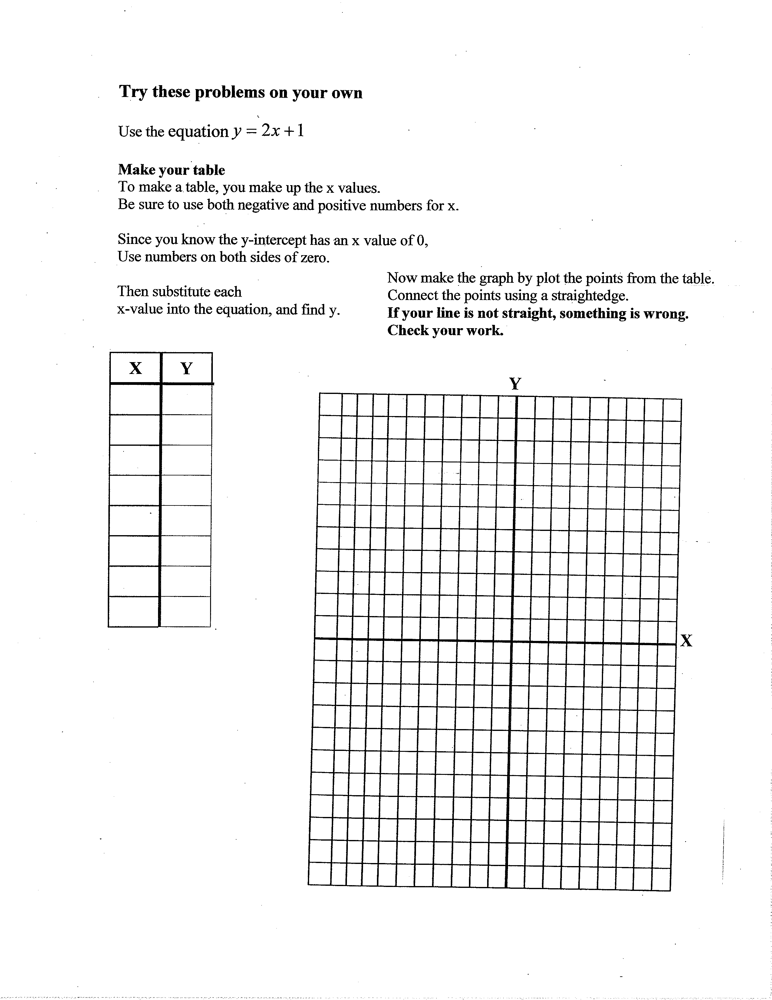 Try these problems on your own
Use the equation y = 2x + 1
Make your table
To make a table, you make up the x values.
Be sure to use both negative and positive numbers for x.
Since you know the y-intercept has an x value of 0,
Use numbers on both sides of zero.
Then substitute each
x-value into the equation, and find y.
Now make the graph by plot the points from the table.
Connect the points using a straightedge.
If your line is not straight, something is wrong.
Check your work.
X Y
Y
X